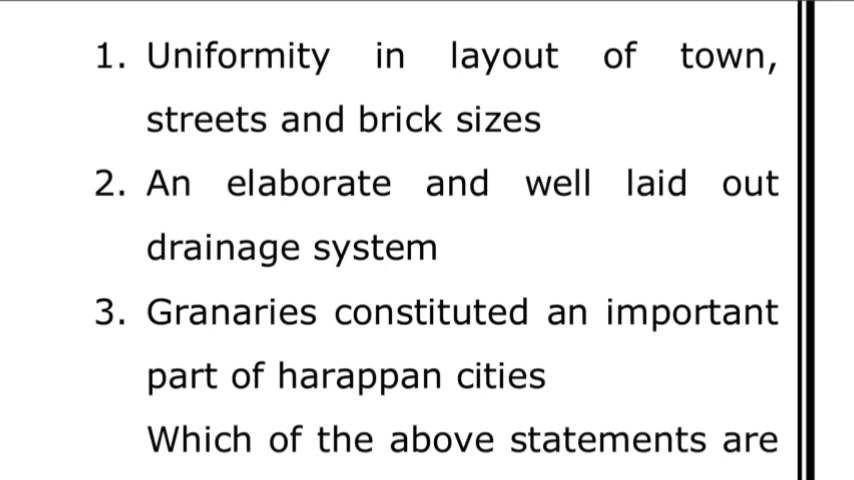 1. Uniformity in layout of town,
streets and brick sizes
2. An elaborate and well laid out
drainage system
3. Granaries constituted an important
part of harappan cities
Which of the above statements are